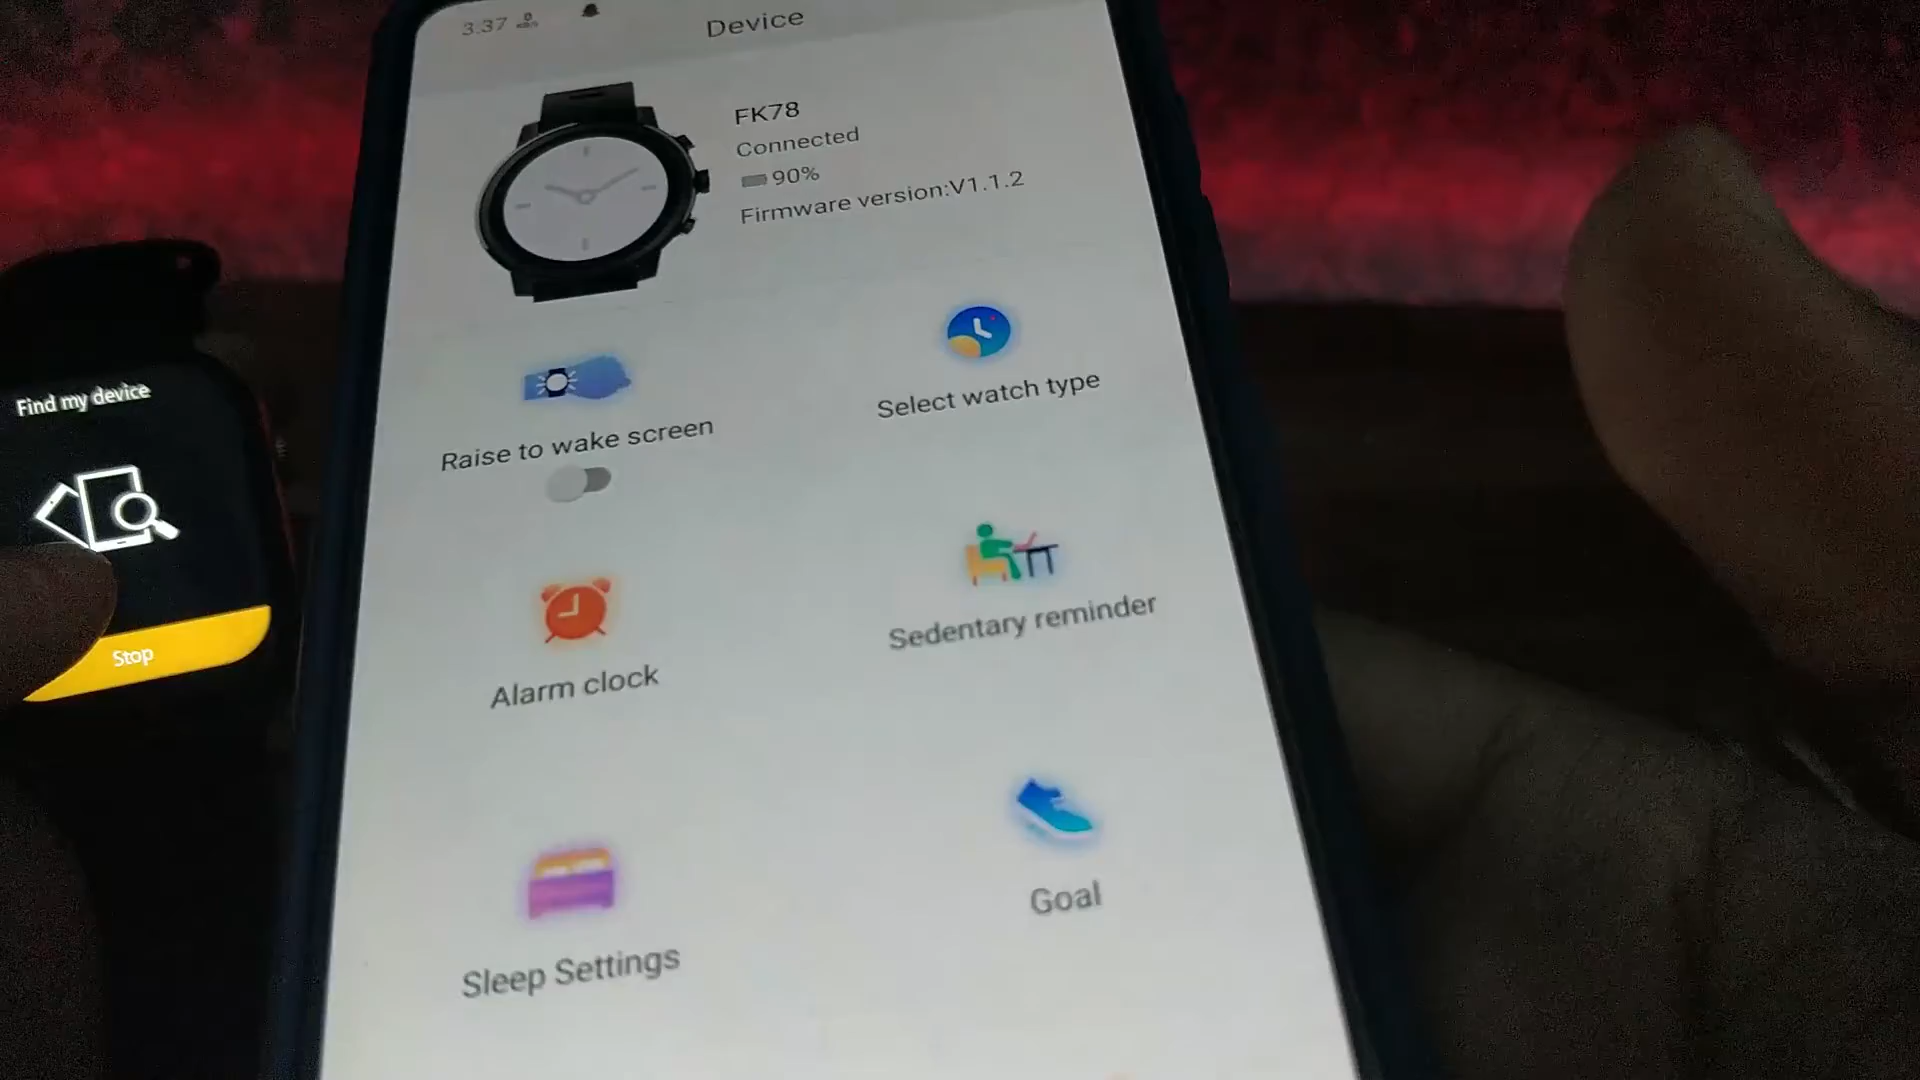 3:37
Device
FK78
Connected
90%
Firmware version:V1.1.2
Raise to wake screen
Select watch type
Alarm clock
Sedentary reminder
Sleep Settings
Goal
Find my device
Stop